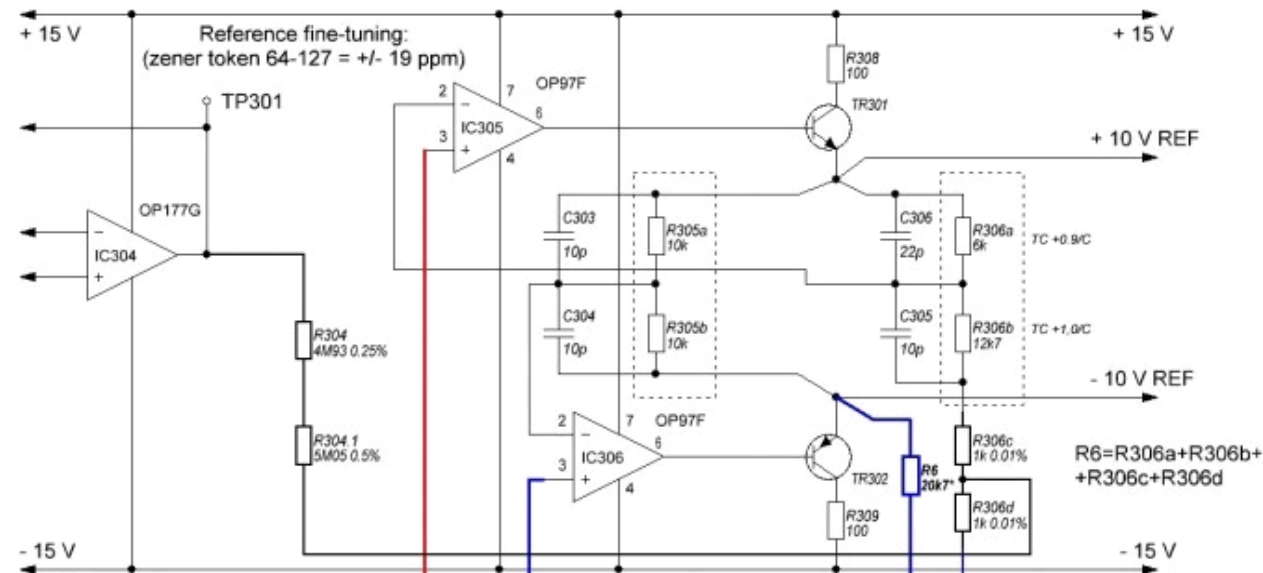 + 15 V
Reference fine-tuning:
(zener token 64-127 = +/- 19 ppm)
+ 15 V
R308
100
TP301
OP97F
2
7
6
IC305
3
4
TR301
+ 10 V REF
OP177G
IC304
C303
10p
R305a
10k
C306
22p
R306a
6k
TC +0.9/C
C304
10p
R305b
10k
C305
10p
R306b
12k7
TC +1,0/C
R304
4M93 0.25%
- 10 V REF
2
7
OP97F
6
IC306
3
4
R304.1
5M05 0.5%
TR302
R6
20k7*
R306c
1k 0.01%
R6=R306a+R306b+
+R306c+R306d
R309
100
R306d
1k 0.01%
- 15 V
- 15 V